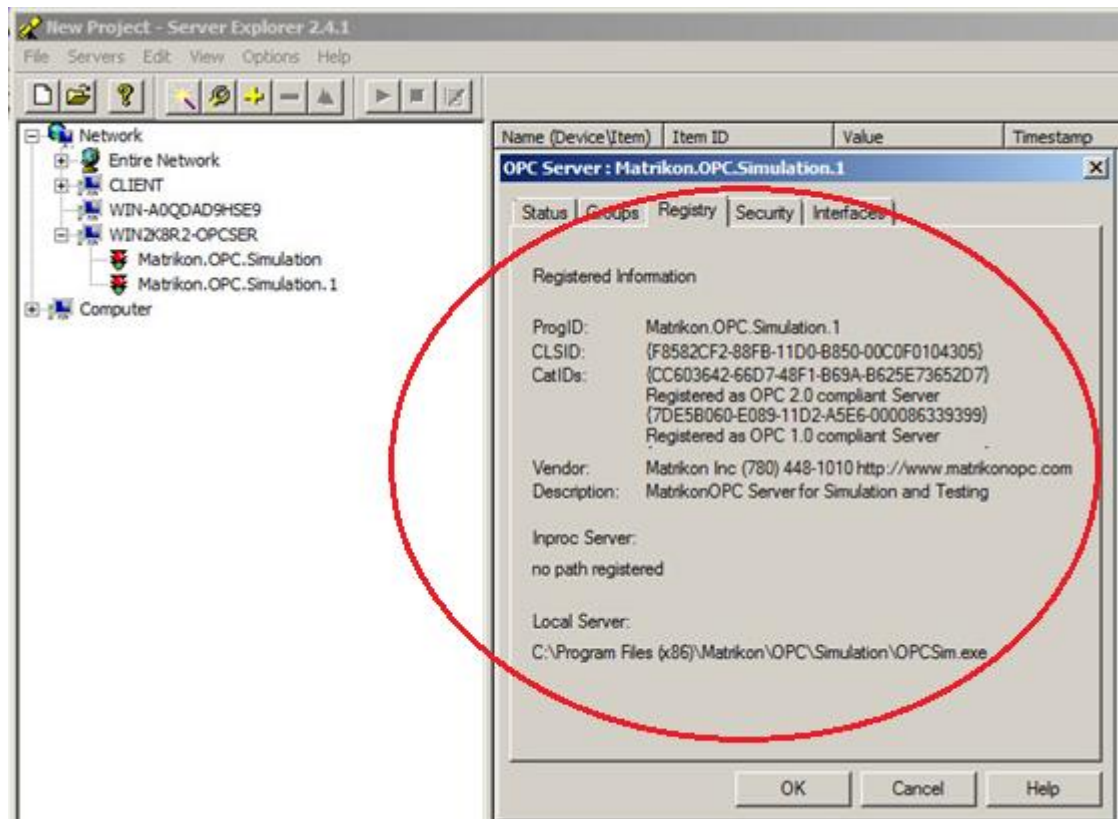 New Project - Server Explorer 2.4.1
File Servers Edit View Options Help
Network
Entire Network
CLIENT
WIN-A0QDAD9HSE9
WIN2K8R2-OPCSER
Matrikon.OPC.Simulation
Matrikon.OPC.Simulation.1
Computer
Name (Device\Item) Item ID Value Timestamp
OPC Server : Matrikon.OPC.Simulation.1
Status Groups Registry Security Interfaces
Registered Information
ProgID: Matrikon.OPC.Simulation.1
CLSID: {F8582CF2-88FB-11D0-B850-00C0F0104305}
CatIDs: {CC603642-66D7-48F1-B69A-B625E73652D7}
Registered as OPC 2.0 compliant Server
{7DE5B060-E089-11D2-A5E6-000086339399}
Registered as OPC 1.0 compliant Server
Vendor: Matrikon Inc (780) 448-1010 http://www.matrikonopc.com
Description: MatrikonOPC Server for Simulation and Testing
Inproc Server:
no path registered
Local Server:
C:\Program Files (x86)\Matrikon\OPC\Simulation\OPCSim.exe
OK Cancel Help